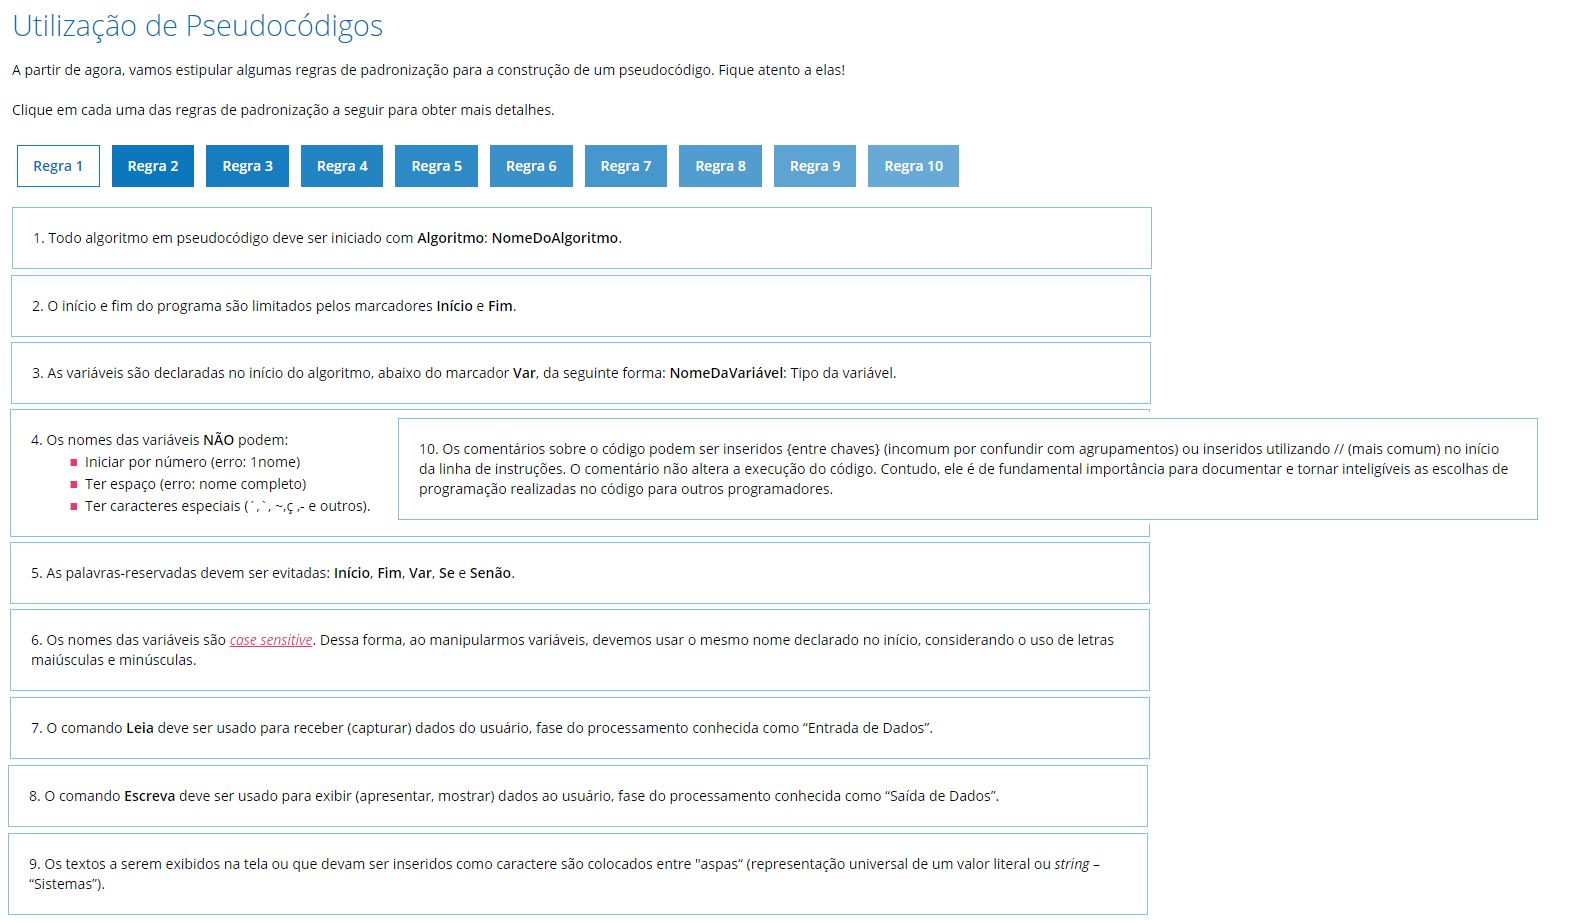 Utilização de Pseudocódigos
A partir de agora, vamos estipular algumas regras de padronização para a construção de um pseudocódigo. Fique atento a elas!
Clique em cada uma das regras de padronização a seguir para obter mais detalhes.
Regra 1 Regra 2 Regra 3 Regra 4 Regra 5 Regra 6 Regra 7 Regra 8 Regra 9 Regra 10
1. Todo algoritmo em pseudocódigo deve ser iniciado com Algoritmo: NomeDoAlgoritmo.
2. O início e fim do programa são limitados pelos marcadores Início e Fim.
3. As variáveis são declaradas no início do algoritmo, abaixo do marcador Var, da seguinte forma: NomeDaVariável: Tipo da variável.
4. Os nomes das variáveis NÃO podem:
Iniciar por número (erro: 1nome)
Ter espaço (erro: nome completo)
Ter caracteres especiais (´,`, ~,ç ,- e outros).
10. Os comentários sobre o código podem ser inseridos {entre chaves} (incomum por confundir com agrupamentos) ou inseridos utilizando // (mais comum) no início
da linha de instruções. O comentário não altera a execução do código. Contudo, ele é de fundamental importância para documentar e tornar inteligíveis as escolhas de
programação realizadas no código para outros programadores.
5. As palavras-reservadas devem ser evitadas: Início, Fim, Var, Se e Senão.
6. Os nomes das variáveis são case sensitive. Dessa forma, ao manipularmos variáveis, devemos usar o mesmo nome declarado no início, considerando o uso de letras
maiúsculas e minúsculas.
7. O comando Leia deve ser usado para receber (capturar) dados do usuário, fase do processamento conhecida como “Entrada de Dados”.
8. O comando Escreva deve ser usado para exibir (apresentar, mostrar) dados ao usuário, fase do processamento conhecida como “Saída de Dados”.
9. Os textos a serem exibidos na tela ou que devam ser inseridos como caractere são colocados entre "aspas“ (representação universal de um valor literal ou string –
“Sistemas”).